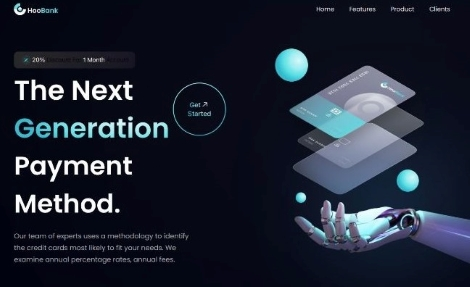 HooBank
Home Features Product Clients
20% 1 Month
The Next
Generation
Payment
Method.
Get
Started
Our team of experts uses a methodology to identify
the credit cards most likely to fit your needs. We
examine annual percentage rates, annual fees.